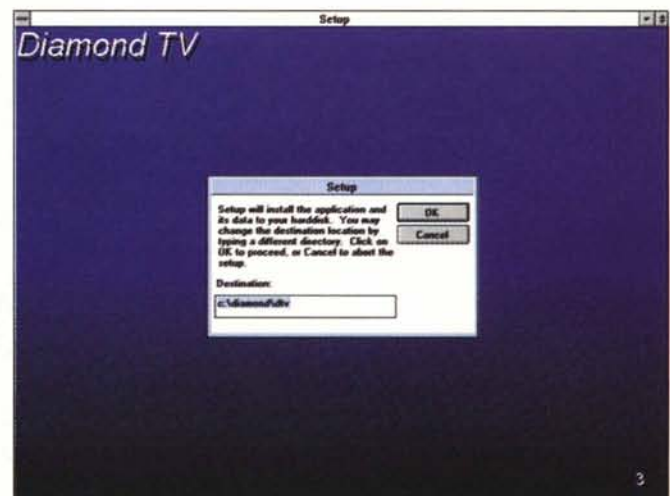 Setup
Diamond TV
Setup
Setup will install the application and
its data to your harddisk. You may
change the destination location by
typing a different directory. Click on
OK to proceed, or Cancel to abort the
setup.
OK
Cancel
Destination:
c:\diamond\dtv
3